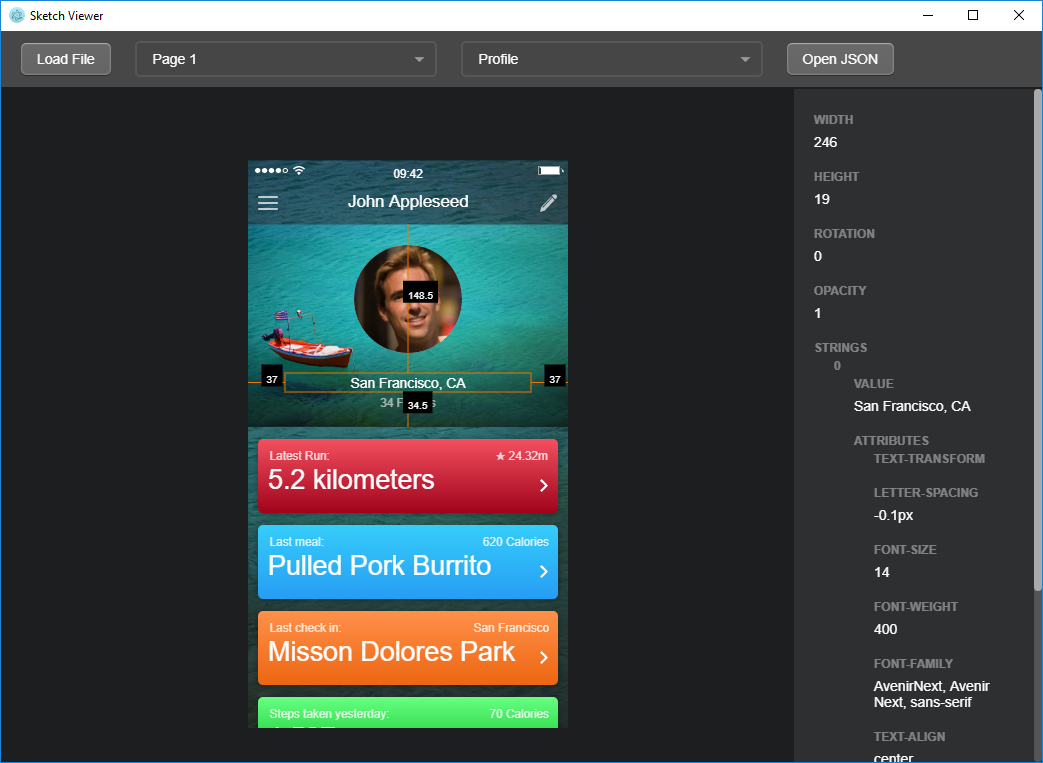 Sketch Viewer
Load File
Page 1
Profile
Open JSON
09:42
John Appleseed
148.5
37
San Francisco, CA
37
34 F
34.5
s
Latest Run:
★ 24.32m
5.2 kilometers
Last meal:
620 Calories
Pulled Pork Burrito
Last check in:
San Francisco
Misson Dolores Park
Steps taken yesterday:
70 Calories
WIDTH
246
HEIGHT
19
ROTATION
0
OPACITY
1
STRINGS
0
VALUE
San Francisco, CA
ATTRIBUTES
TEXT-TRANSFORM
LETTER-SPACING
-0.1px
FONT-SIZE
14
FONT-WEIGHT
400
FONT-FAMILY
AvenirNext, Avenir
Next, sans-serif
TEXT-ALIGN
center